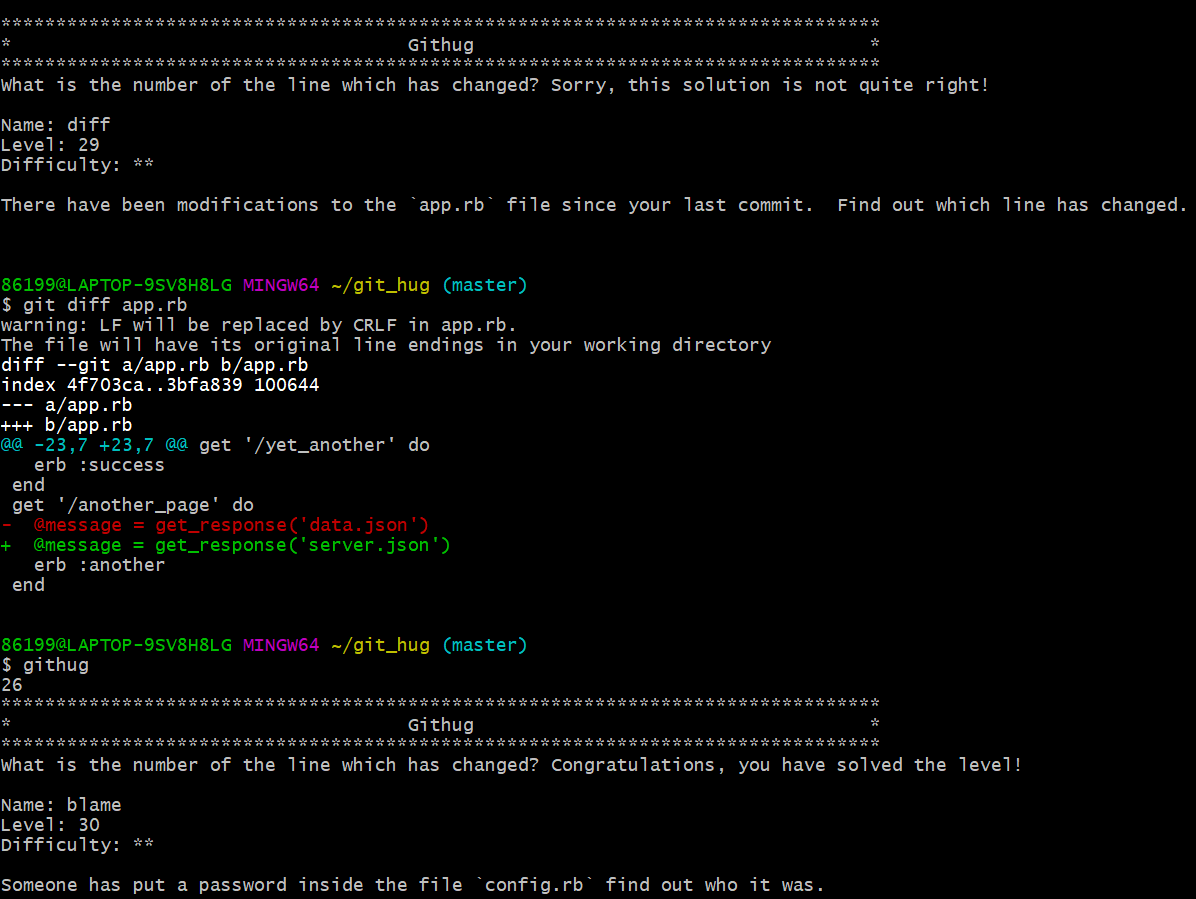 ********************************************************************************
*                                    Githug                                    *
********************************************************************************
What is the number of the line which has changed? Sorry, this solution is not quite right!

Name: diff
Level: 29
Difficulty: **

There have been modifications to the `app.rb` file since your last commit.  Find out which line has changed.

86199@LAPTOP-9SV8H8LG MINGW64 ~/git_hug (master)
$ git diff app.rb
warning: LF will be replaced by CRLF in app.rb.
The file will have its original line endings in your working directory
diff --git a/app.rb b/app.rb
index 4f703ca..3bfa839 100644
--- a/app.rb
+++ b/app.rb
@@ -23,7 +23,7 @@ get '/yet_another' do
   erb :success
 end
 get '/another_page' do
-  @message = get_response('data.json')
+  @message = get_response('server.json')
   erb :another
 end

86199@LAPTOP-9SV8H8LG MINGW64 ~/git_hug (master)
$ githug
26
********************************************************************************
*                                    Githug                                    *
********************************************************************************
What is the number of the line which has changed? Congratulations, you have solved the level!

Name: blame
Level: 30
Difficulty: **

Someone has put a password inside the file `config.rb` find out who it was.